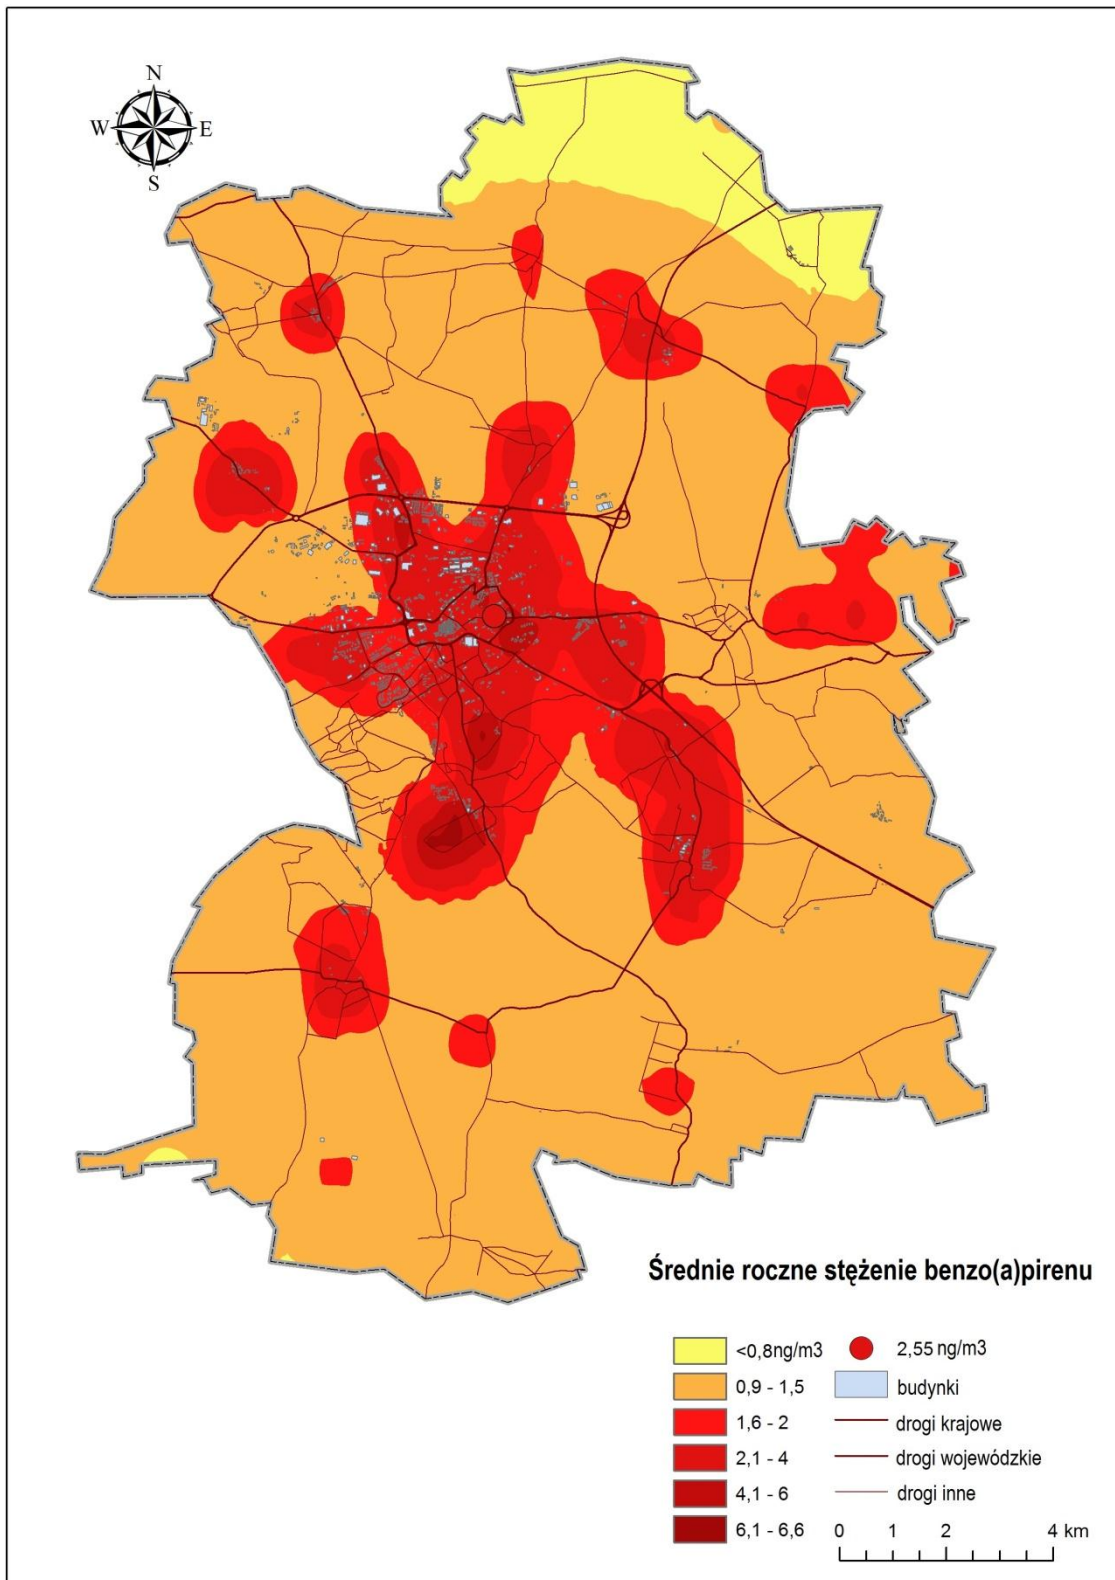 N
W E
S
Średnie roczne stężenie benzo(a)pirenu
<0,8ng/m3
0,9 - 1,5
1,6 - 2
2,1 - 4
4,1 - 6
6,1 - 6,6
2,55 ng/m3
budynki
drogi krajowe
drogi wojewódzkie
drogi inne
0 1 2 4 km